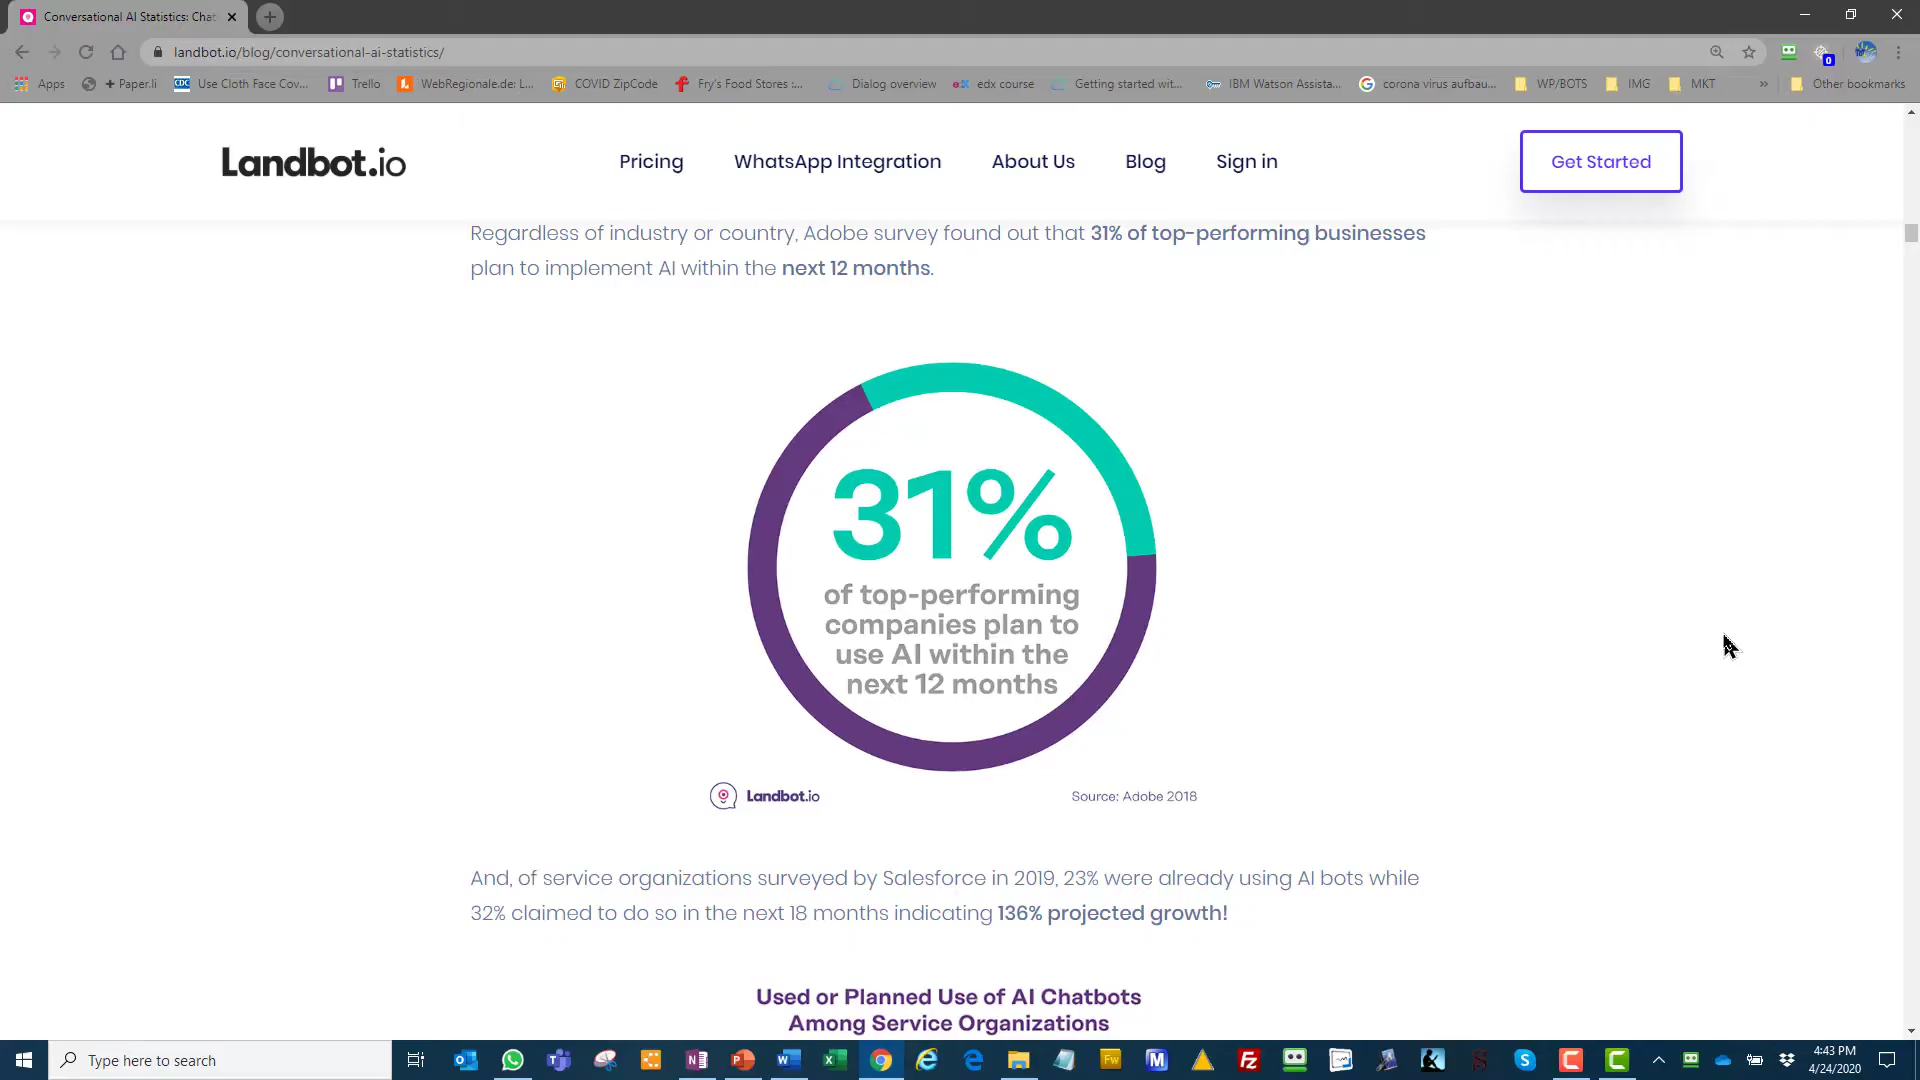 Conversational AI Statistics: Chat
landbot.io/blog/conversational-ai-statistics/
0
Apps
+ Paper.li
CDC
Use Cloth Face Cov...
Trello
WebRegionale.de: L...
COVID ZipCode
Fry's Food Stores :...
Dialog overview
edX
edx course
Getting started wit...
IBM Watson Assista...
corona virus aufbau...
WP/BOTS
IMG
MKT
»
Other bookmarks
Landbot.io
Pricing
WhatsApp Integration
About Us
Blog
Sign in
Get Started
Regardless of industry or country, Adobe survey found out that 31% of top-performing businesses
plan to implement AI within the next 12 months.
31%
of top-performing
companies plan to
use AI within the
next 12 months
Landbot.io
Source: Adobe 2018
And, of service organizations surveyed by Salesforce in 2019, 23% were already using AI bots while
32% claimed to do so in the next 18 months indicating 136% projected growth!
Used or Planned Use of AI Chatbots
Among Service Organizations
Type here to search
4:43 PM
4/24/2020